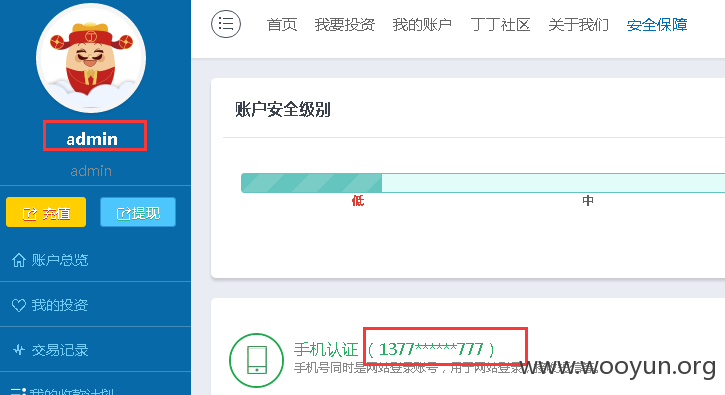 首页 我要投资 我的账户 丁丁社区 关于我们 安全保障
admin
admin
充值 提现
账户总览
我的投资
交易记录
我的收款计划
账户安全级别
低 中
手机认证 （1377******777 ）
手机号同时是网站登录账号，用于网站登录
www.wooyun.org